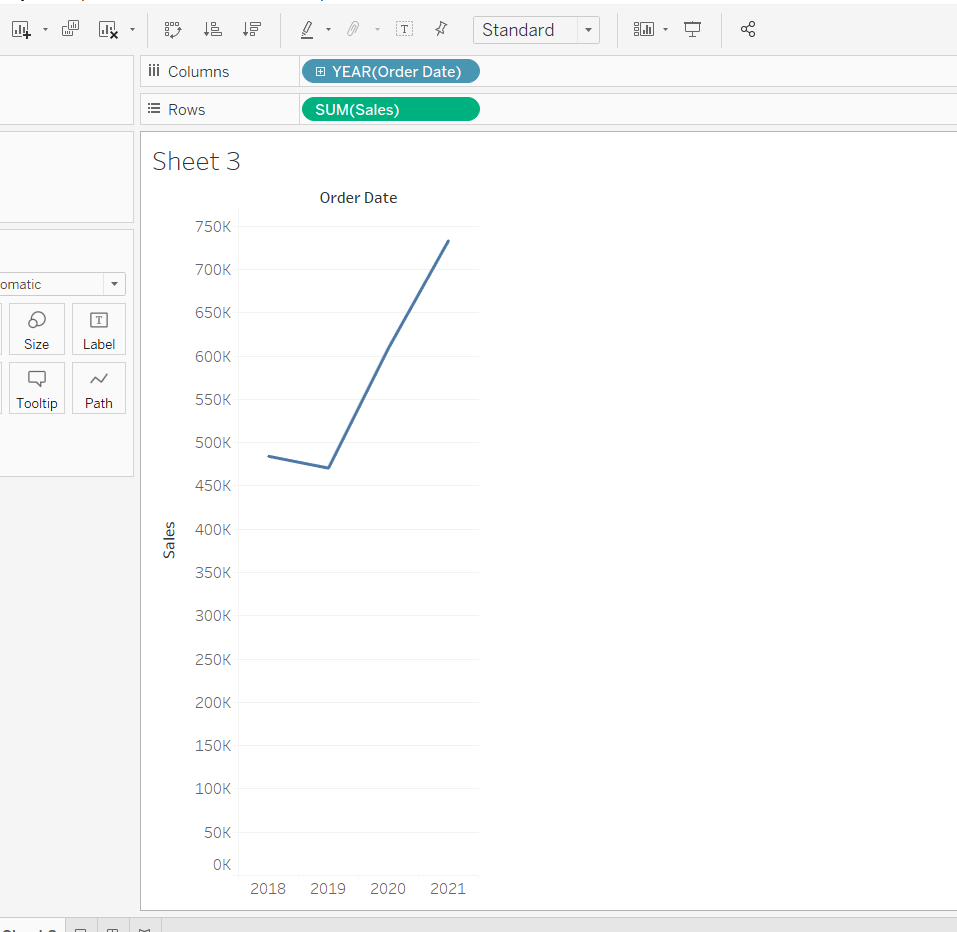 Standard
Columns
YEAR(Order Date)
Rows
SUM(Sales)
Sheet 3
Order Date
750K
700K
650K
600K
550K
500K
450K
400K
350K
300K
250K
200K
150K
100K
50K
0K
Sales
2018 2019 2020 2021
omatic
Size
T
Label
Tooltip
Path